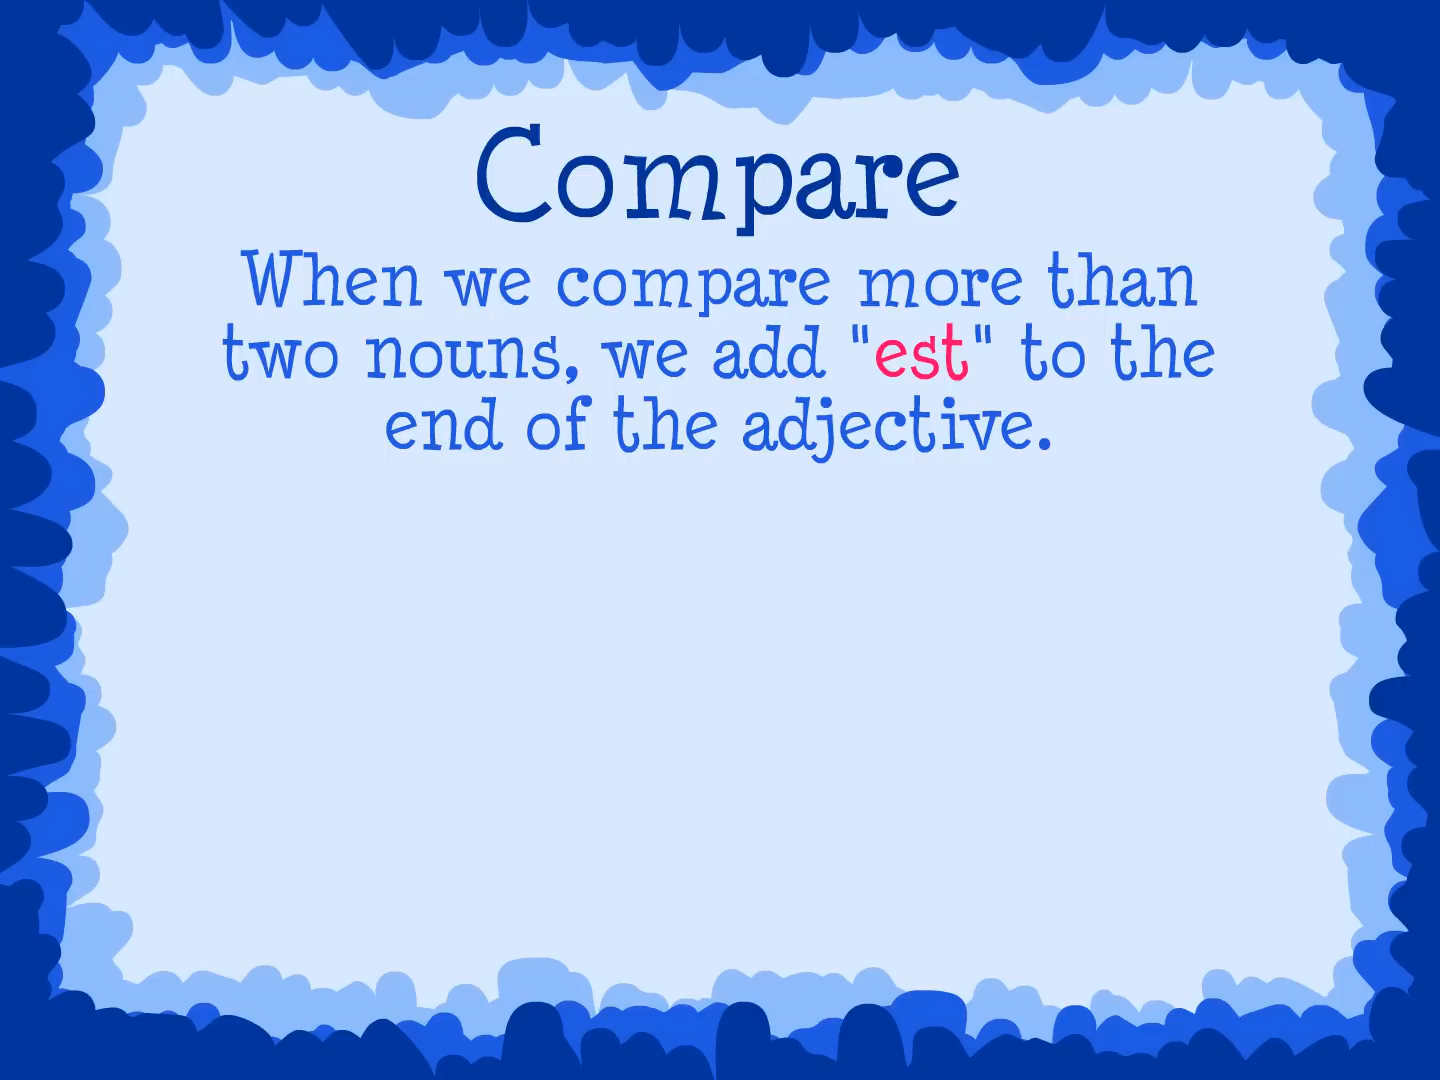 Compare
When we compare more than
two nouns, we add "est" to the
end of the adjective.